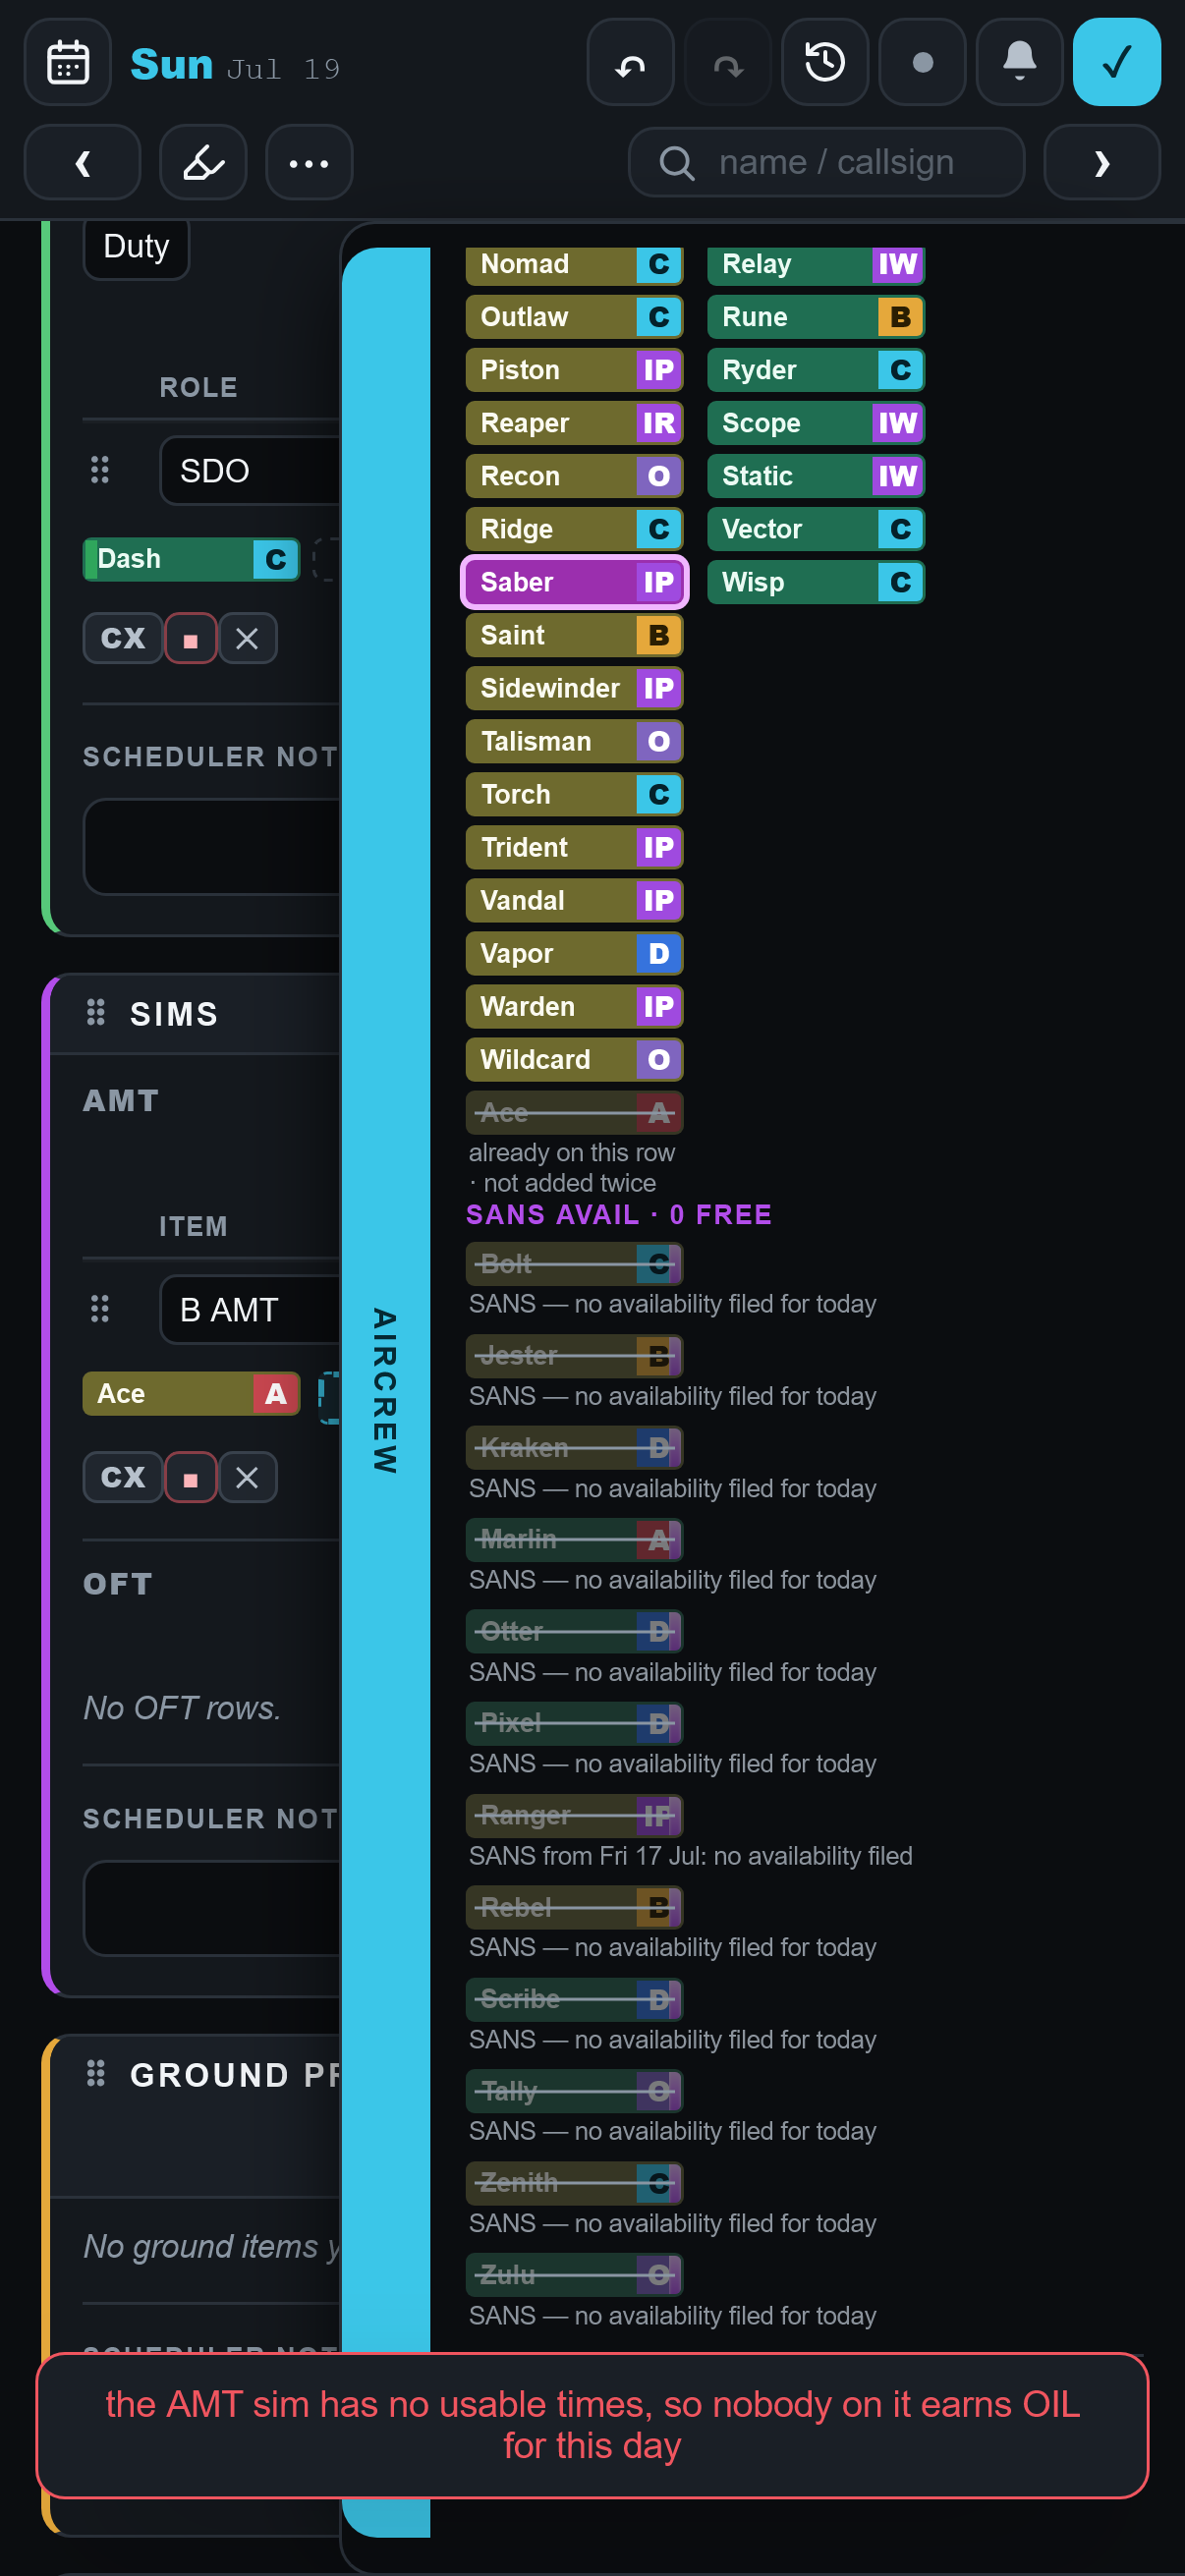 Sun Jul 19
name / callsign
Duty
ROLE
SDO
Dash C
CX
SCHEDULER NOT
SIMS
AMT
ITEM
B AMT
Ace A
CX
OFT
No OFT rows.
SCHEDULER NOT
GROUND PR
No ground items y
SCHEDULER NOT
AIRCREW
Nomad C
Relay IW
Outlaw C
Rune B
Piston IP
Ryder C
Reaper IR
Scope IW
Recon O
Static IW
Ridge C
Vector C
Saber IP
Wisp C
Saint B
Sidewinder IP
Talisman O
Torch C
Trident IP
Vandal IP
Vapor D
Warden IP
Wildcard O
Ace A
already on this row
· not added twice
SANS AVAIL · 0 FREE
Bolt C
SANS — no availability filed for today
Jester B
SANS — no availability filed for today
Kraken D
SANS — no availability filed for today
Marlin A
SANS — no availability filed for today
Otter D
SANS — no availability filed for today
Pixel D
SANS — no availability filed for today
Ranger IP
SANS from Fri 17 Jul: no availability filed
Rebel B
SANS — no availability filed for today
Scribe D
SANS — no availability filed for today
Tally O
SANS — no availability filed for today
Zenith C
SANS — no availability filed for today
Zulu O
SANS — no availability filed for today
the AMT sim has no usable times, so nobody on it earns OIL
for this day